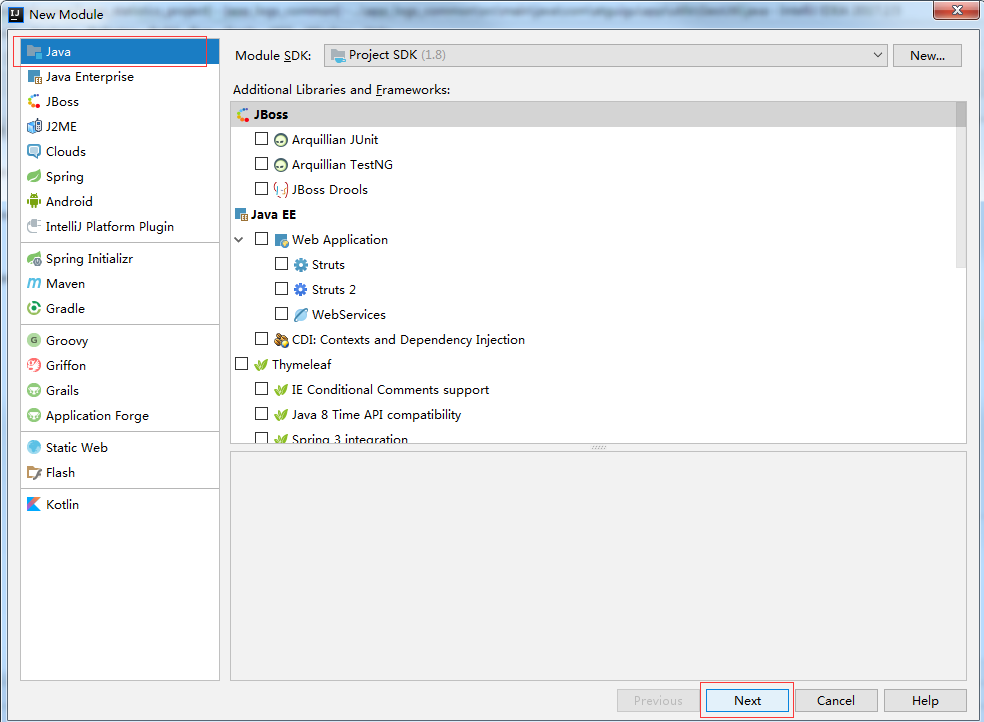 New Module
Java
Java Enterprise
JBoss
J2ME
Clouds
Spring
Android
IntelliJ Platform Plugin
Spring Initializr
Maven
Gradle
Groovy
Griffon
Grails
Application Forge
Static Web
Flash
Kotlin
Module SDK: Project SDK (1.8) New...
Additional Libraries and Frameworks:
JBoss
Arquillian JUnit
Arquillian TestNG
JBoss Drools
Java EE
Web Application
Struts
Struts 2
WebServices
CDI: Contexts and Dependency Injection
Thymeleaf
IE Conditional Comments support
Java 8 Time API compatibility
Spring 3 integration
Previous Next Cancel Help